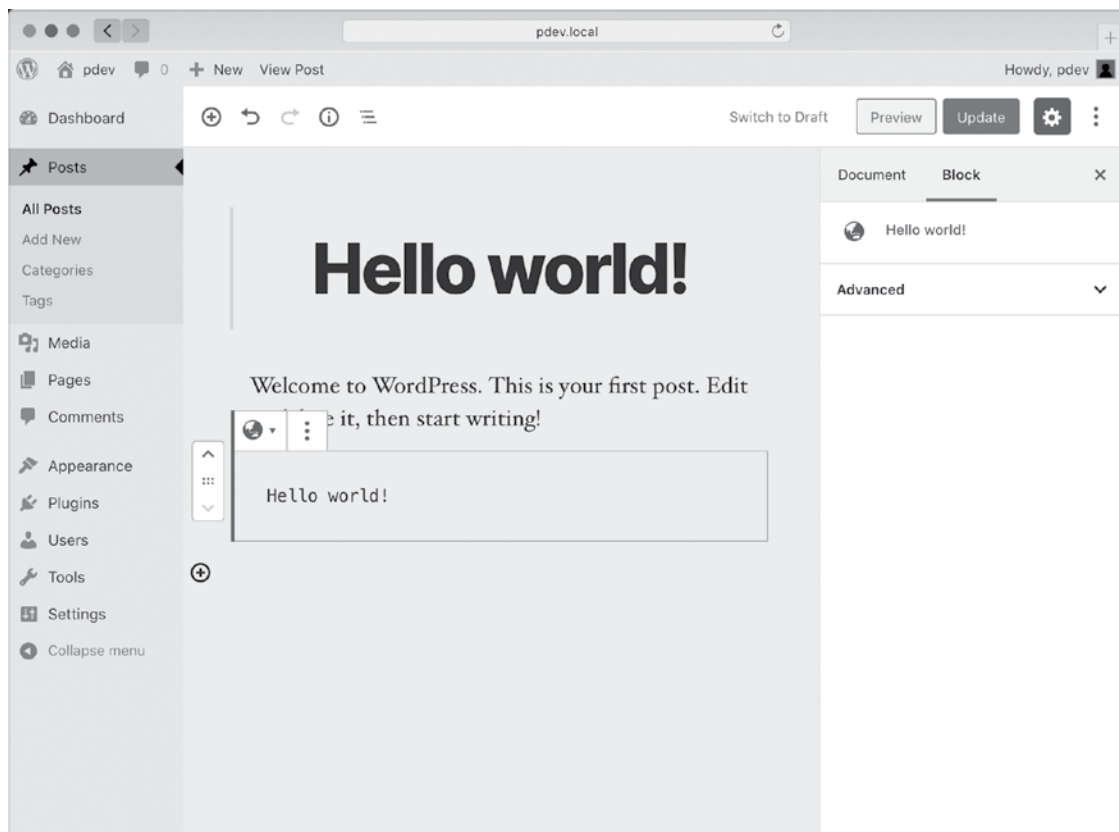 pdev.local
pdev 0 New View Post Howdy, pdev
Dashboard
Switch to Draft Preview Update
Posts
Document Block
All Posts
Add New
Categories
Tags
Hello world!
Advanced
Media
Pages
Comments
Appearance
Plugins
Users
Tools
Settings
Collapse menu
Hello world!
Welcome to WordPress. This is your first post. Edit
it, then start writing!
Hello world!